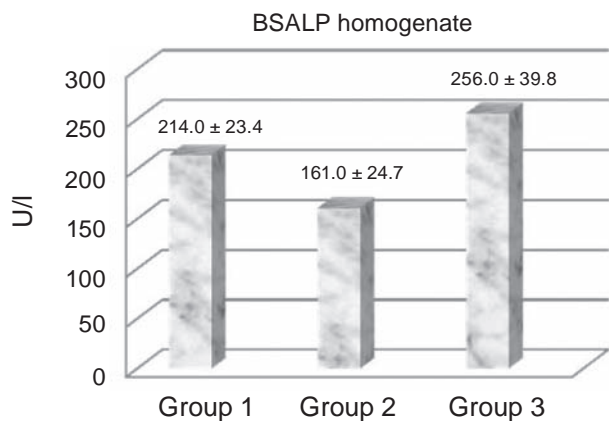 BSALP homogenate
300
250
200
150
100
50
0
U/l
214.0 ± 23.4
161.0 ± 24.7
256.0 ± 39.8
Group 1
Group 2
Group 3